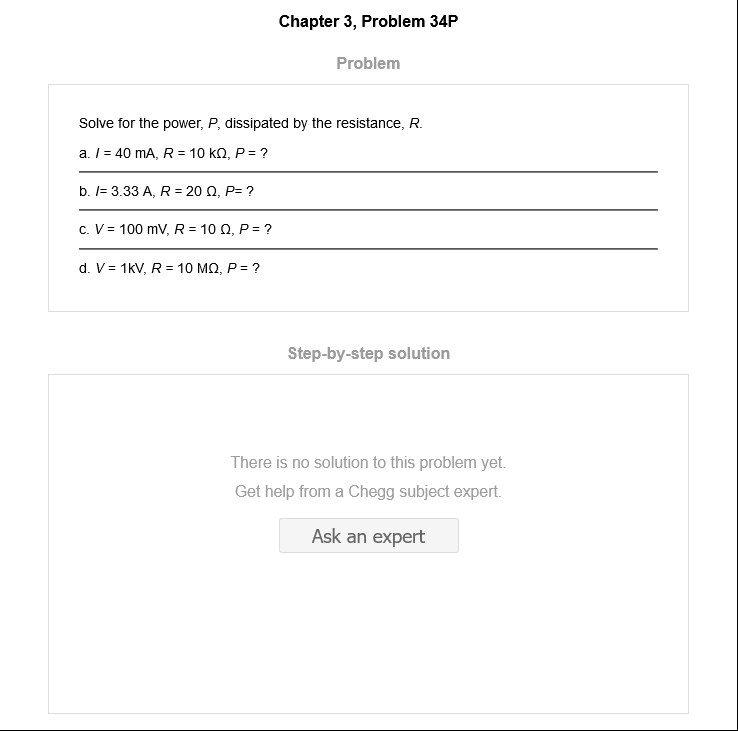 Chapter 3, Problem 34P
Problem
Solve for the power, P, dissipated by the resistance, R.
a. I = 40 mA, R = 10 kΩ, P = ?
b. I= 3.33 A, R = 20 Ω, P= ?
c. V = 100 mV, R = 10 Ω, P = ?
d. V = 1kV, R = 10 MΩ, P = ?
Step-by-step solution
There is no solution to this problem yet.
Get help from a Chegg subject expert.
Ask an expert